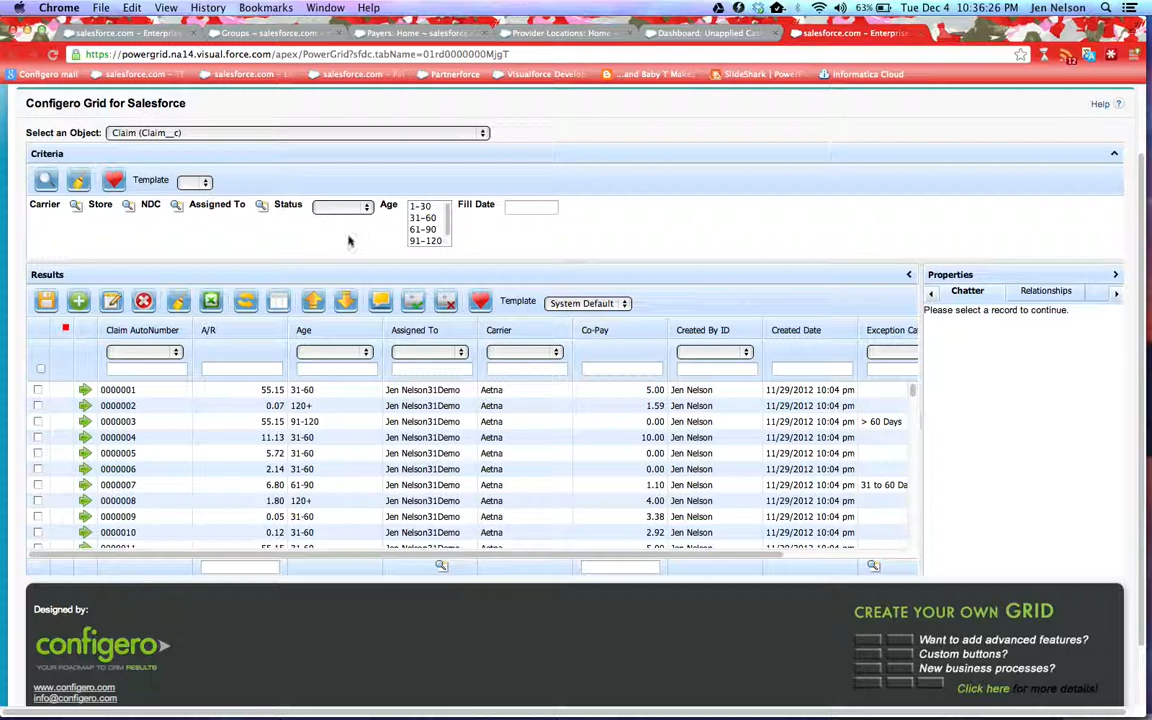 Chrome File Edit View History Bookmarks Window Help 63% Tue Dec 4 10:36:26 PM Jen Nelson
salesforce.com – Enterprise Groups ~ salesforce.com Payers: Home ~ salesforce.com Provider Locations: Home Dashboard: Unapplied Cas salesforce.com – Enterpris
https://powergrid.na14.visual.force.com/apex/PowerGrid?sfdc.tabName=01rd0000000MjgT
Configero mail salesforce.com – TT salesforce.com – L salesforce.com – Pa Partnerforce Visualforce Develo ...and Baby T Make SlideShark | PowerP Informatica Cloud
Configero Grid for Salesforce
Help ?
Select an Object: Claim (Claim__c)
Criteria
Template
Carrier Store NDC Assigned To Status Age Fill Date
1-30
31-60
61-90
91-120
Results
Template System Default
Claim AutoNumber A/R Age Assigned To Carrier Co-Pay Created By ID Created Date Exception Ca
0000001 55.15 31-60 Jen Nelson31Demo Aetna 5.00 Jen Nelson 11/29/2012 10:04 pm
0000002 0.07 120+ Jen Nelson31Demo Aetna 1.59 Jen Nelson 11/29/2012 10:04 pm
0000003 55.15 91-120 Jen Nelson31Demo Aetna 0.00 Jen Nelson 11/29/2012 10:04 pm > 60 Days
0000004 11.13 31-60 Jen Nelson31Demo Aetna 10.00 Jen Nelson 11/29/2012 10:04 pm
0000005 5.72 31-60 Jen Nelson31Demo Aetna 0.00 Jen Nelson 11/29/2012 10:04 pm
0000006 2.14 31-60 Jen Nelson31Demo Aetna 0.00 Jen Nelson 11/29/2012 10:04 pm
0000007 6.80 61-90 Jen Nelson31Demo Aetna 1.10 Jen Nelson 11/29/2012 10:04 pm 31 to 60 Da
0000008 1.80 120+ Jen Nelson31Demo Aetna 4.00 Jen Nelson 11/29/2012 10:04 pm
0000009 0.05 31-60 Jen Nelson31Demo Aetna 3.38 Jen Nelson 11/29/2012 10:04 pm
0000010 0.12 31-60 Jen Nelson31Demo Aetna 2.92 Jen Nelson 11/29/2012 10:04 pm
Properties
Chatter Relationships
Please select a record to continue.
Designed by:
configero
YOUR ROADMAP TO CRM RESULTS
www.configero.com
info@configero.com
CREATE YOUR OWN GRID
Want to add advanced features?
Custom buttons?
New business processes?
Click here for more details!